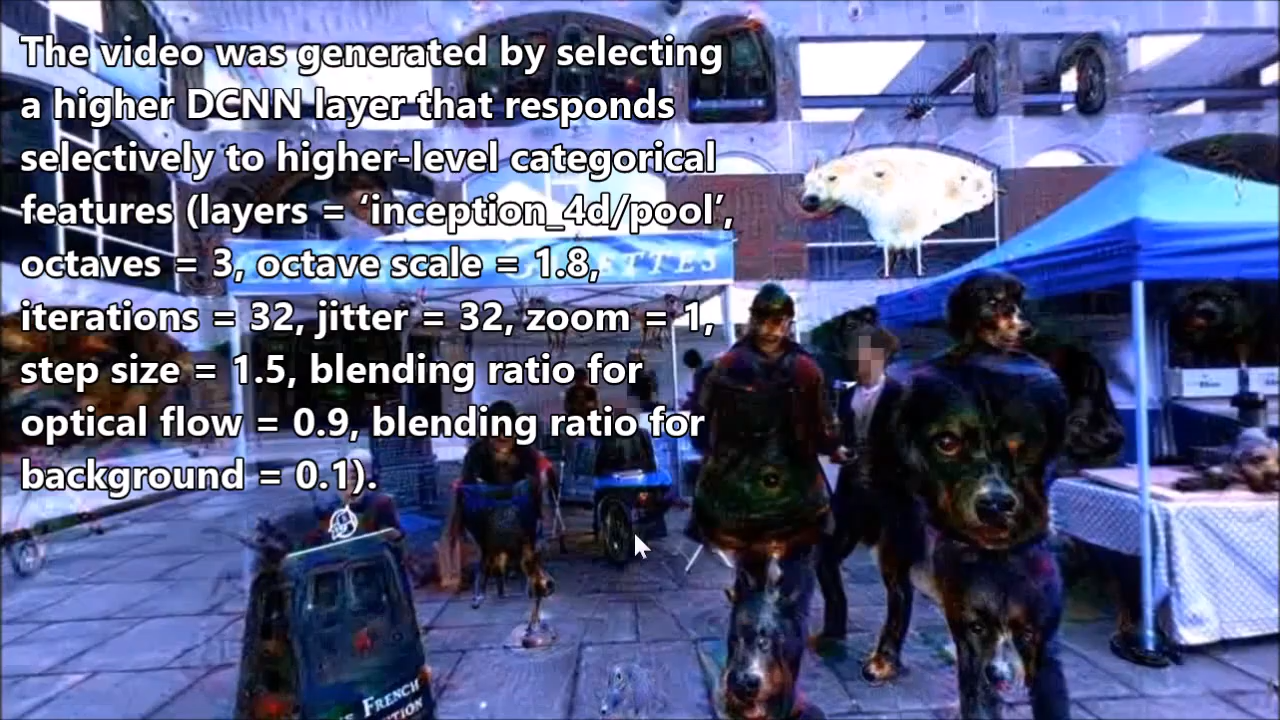 The video was generated by selecting
a higher DCNN layer that responds
selectively to higher-level categorical
features (layers = ‘inception_4d/pool’,
octaves = 3, octave scale = 1.8,
iterations = 32, jitter = 32, zoom = 1,
step size = 1.5, blending ratio for
optical flow = 0.9, blending ratio for
background = 0.1).
FRENCH